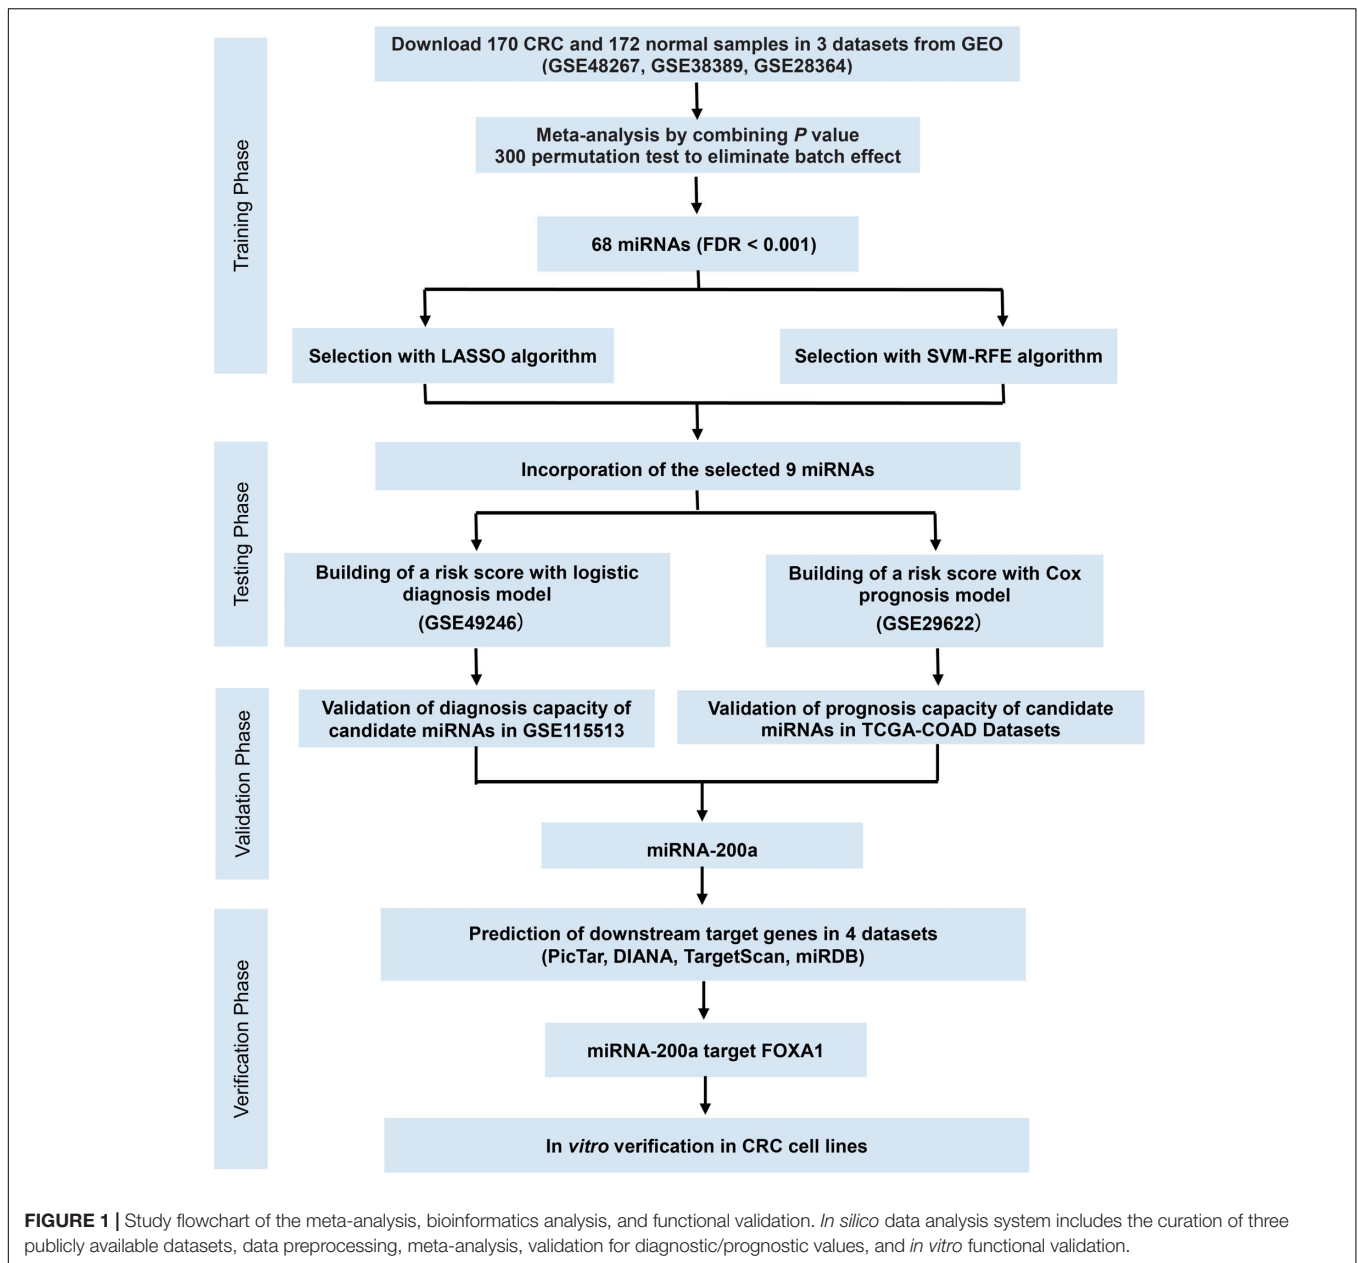 Training Phase
Download 170 CRC and 172 normal samples in 3 datasets from GEO
(GSE48267, GSE38389, GSE28364)
Meta-analysis by combining P value
300 permutation test to eliminate batch effect
68 miRNAs (FDR < 0.001)
Selection with LASSO algorithm
Selection with SVM-RFE algorithm
Testing Phase
Incorporation of the selected 9 miRNAs
Building of a risk score with logistic
diagnosis model
(GSE49246)
Building of a risk score with Cox
prognosis model
(GSE29622)
Validation Phase
Validation of diagnosis capacity of
candidate miRNAs in GSE115513
Validation of prognosis capacity of candidate
miRNAs in TCGA-COAD Datasets
miRNA-200a
Verification Phase
Prediction of downstream target genes in 4 datasets
(PicTar, DIANA, TargetScan, miRDB)
miRNA-200a target FOXA1
In vitro verification in CRC cell lines
FIGURE 1 | Study flowchart of the meta-analysis, bioinformatics analysis, and functional validation. In silico data analysis system includes the curation of three
publicly available datasets, data preprocessing, meta-analysis, validation for diagnostic/prognostic values, and in vitro functional validation.